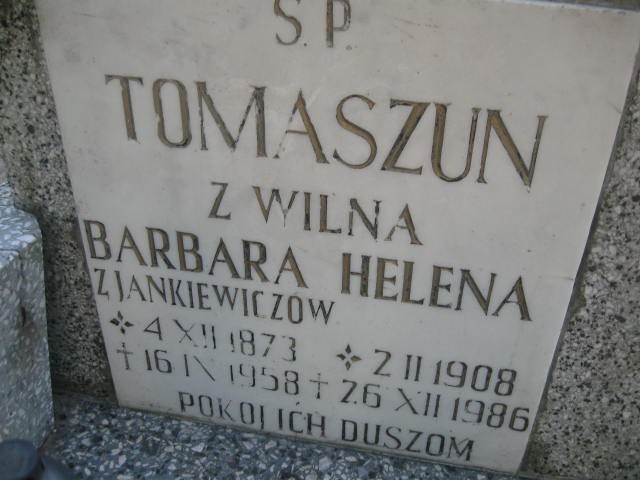 Ś.P.
TOMASZUN
Z WILNA
BARBARA HELENA
Z JANKIEWICZÓW
4 XII 1873 2 II 1908
† 16 IX 1958 † 26 XII 1986
POKÓJ ICH DUSZOM